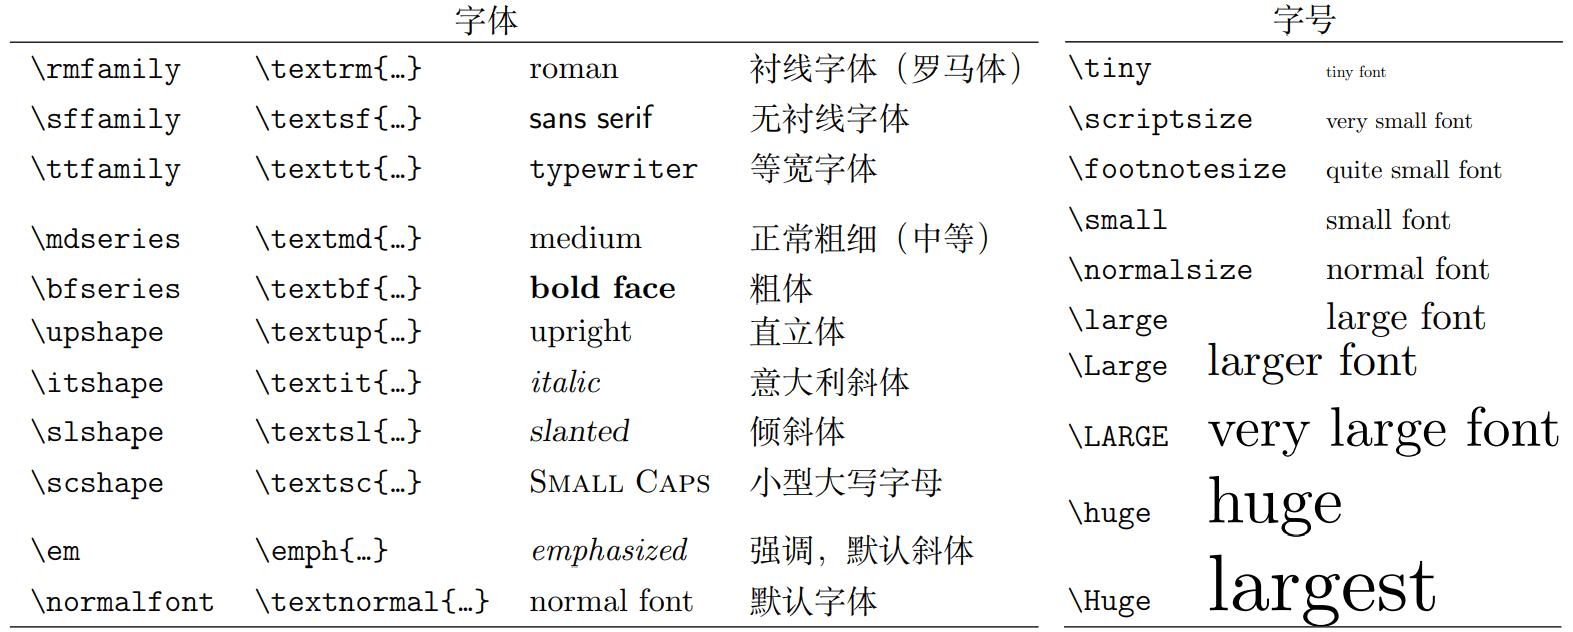 字体
\rmfamily \textrm{…} roman 衬线字体（罗马体）
\sffamily \textsf{…} sans serif 无衬线字体
\ttfamily \texttt{…} typewriter 等宽字体
\mdseries \textmd{…} medium 正常粗细（中等）
\bfseries \textbf{…} bold face 粗体
\upshape \textup{…} upright 直立体
\itshape \textit{…} italic 意大利斜体
\slshape \textsl{…} slanted 倾斜体
\scshape \textsc{…} Small Caps 小型大写字母
\em \emph{…} emphasized 强调，默认斜体
\normalfont \textnormal{…} normal font 默认字体
字号
\tiny tiny font
\scriptsize very small font
\footnotesize quite small font
\small small font
\normalsize normal font
\large large font
\Large larger font
\LARGE very large font
\huge huge
\Huge largest